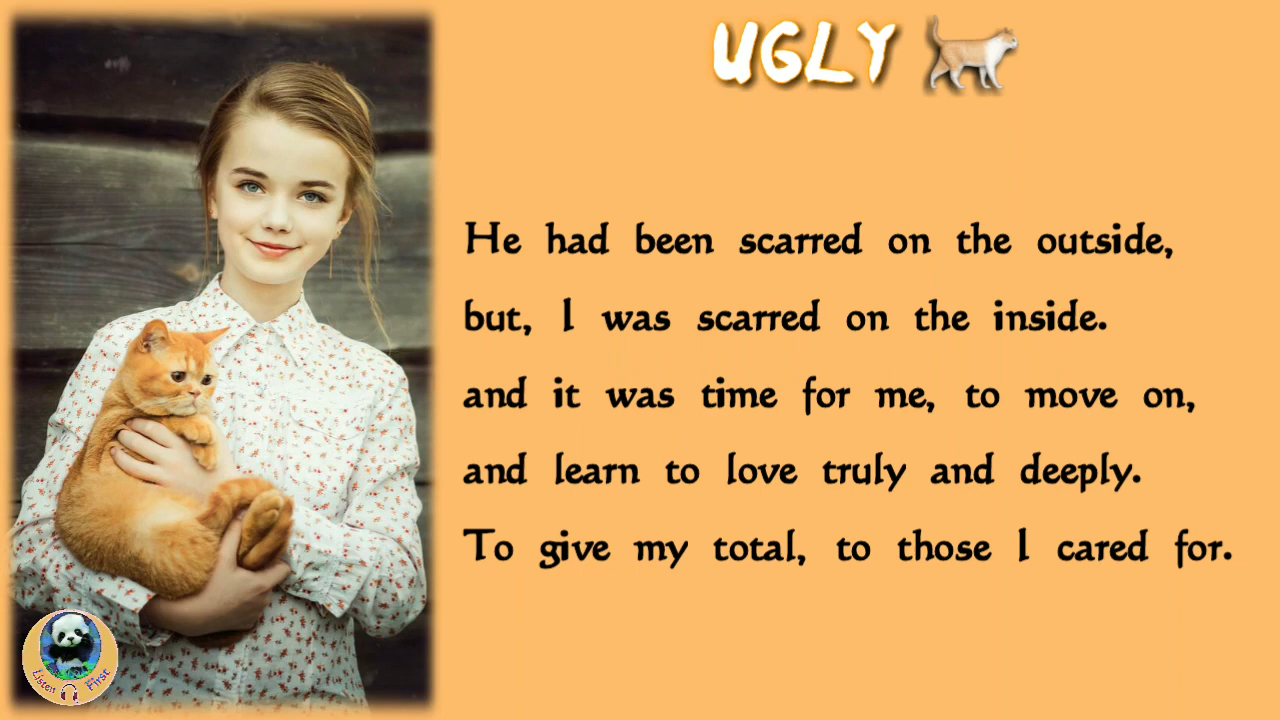 UGLY
He had been scarred on the outside,
but, I was scarred on the inside.
and it was time for me, to move on,
and learn to love truly and deeply.
To give my total, to those I cared for.
Listen First